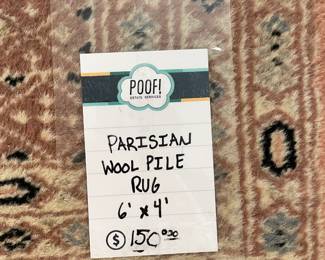 POOF!
ESTATE SERVICES
PARISIAN
WOOL PILE
RUG
6' x 4'
$ 150.00